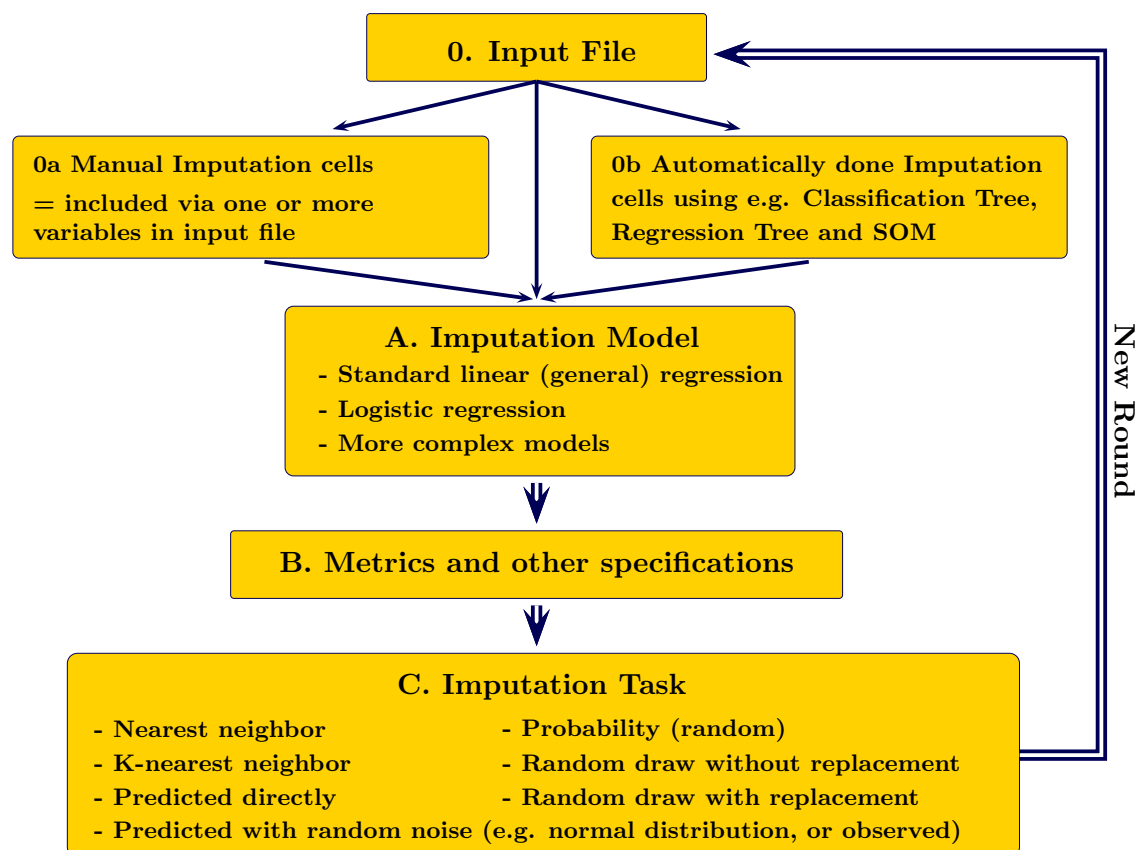 0. Input File
0a Manual Imputation cells
= included via one or more
variables in input file
0b Automatically done Imputation
cells using e.g. Classification Tree,
Regression Tree and SOM
A. Imputation Model
- Standard linear (general) regression
- Logistic regression
- More complex models
New Round
B. Metrics and other specifications
C. Imputation Task
- Nearest neighbor
- K-nearest neighbor
- Predicted directly
- Probability (random)
- Random draw without replacement
- Random draw with replacement
- Predicted with random noise (e.g. normal distribution, or observed)